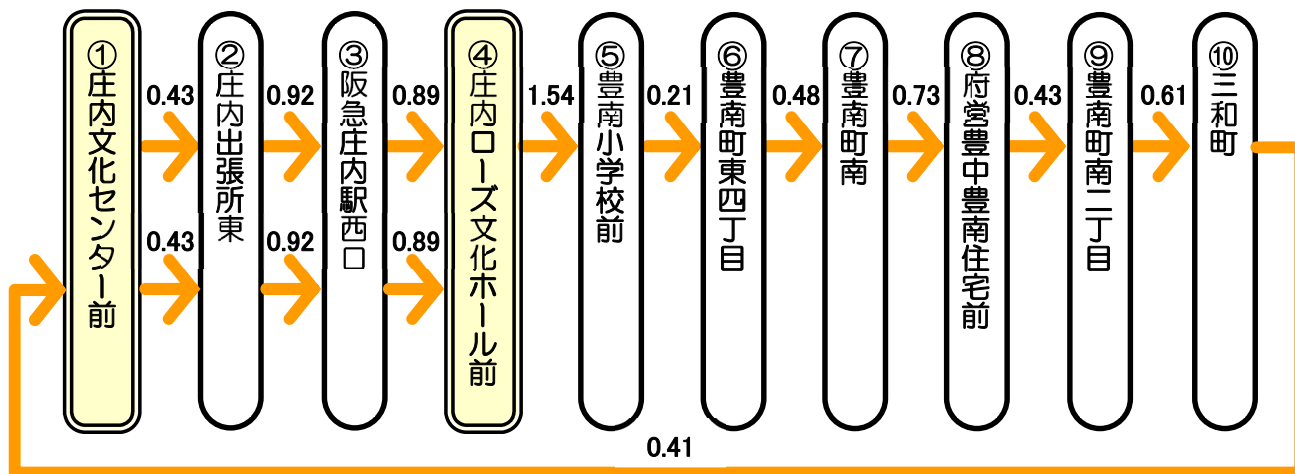 ①庄内文化センター前
0.43
0.43
②庄内出張所東
0.92
0.92
③阪急庄内駅西口
0.89
0.89
④庄内ローズ文化ホール前
1.54
⑤豊南小学校前
0.21
⑥豊南町東四丁目
0.48
⑦豊南町南
0.73
⑧府営豊中豊南住宅前
0.43
⑨豊南町南二丁目
0.61
⑩三和町
0.41